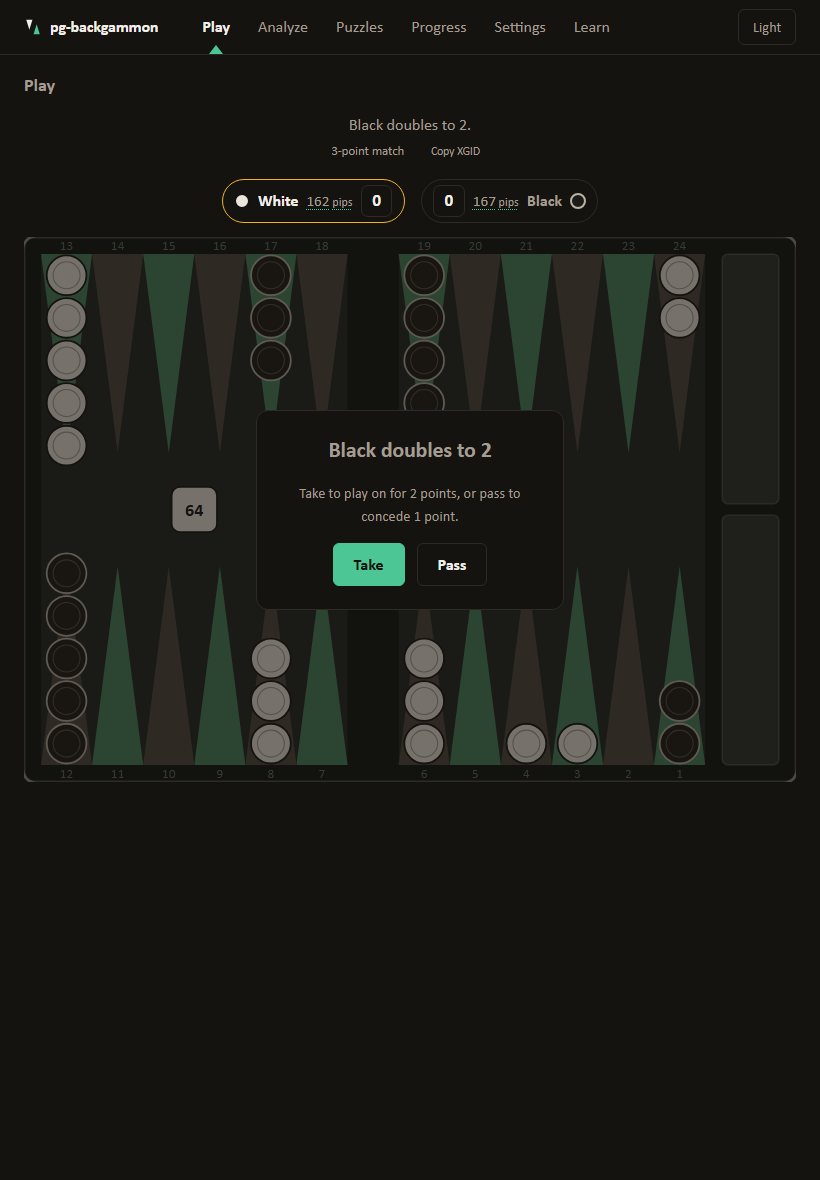 pg-backgammon Play Analyze Puzzles Progress Settings Learn Light
Play
Black doubles to 2.
3-point match Copy XGID
White 162 pips 0 0 167 pips Black
13 14 15 16 17 18 19 20 21 22 23 24
Black doubles to 2
Take to play on for 2 points, or pass to
concede 1 point.
64
Take Pass
12 11 10 9 8 7 6 5 4 3 2 1